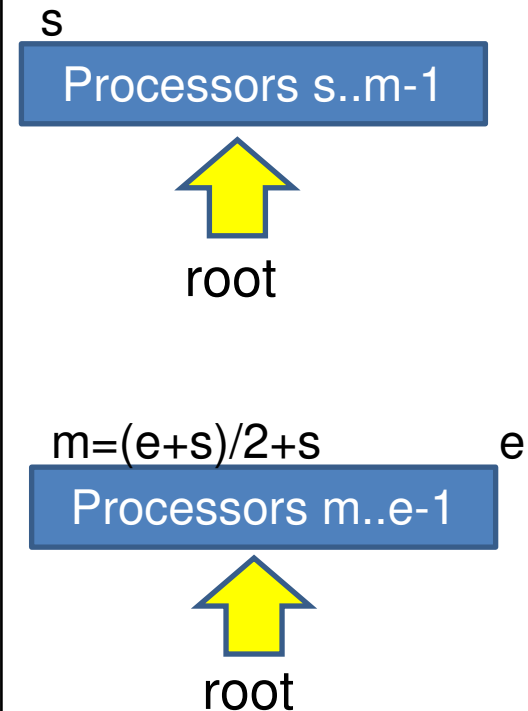 s
Processors s..m-1
root
m=(e+s)/2+s e
Processors m..e-1
root